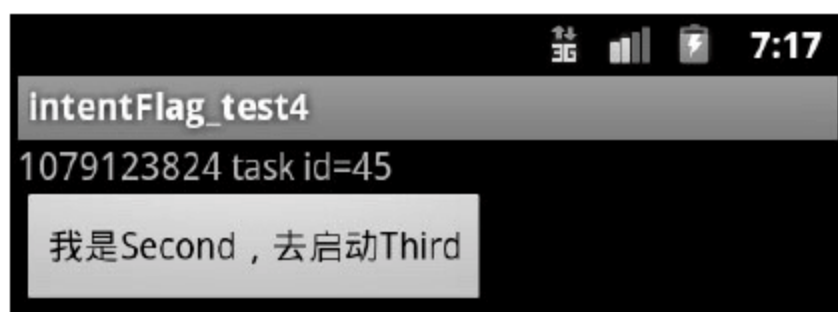 3G 7:17
intentFlag_test4
1079123824 task id=45
我是Second，去启动Third